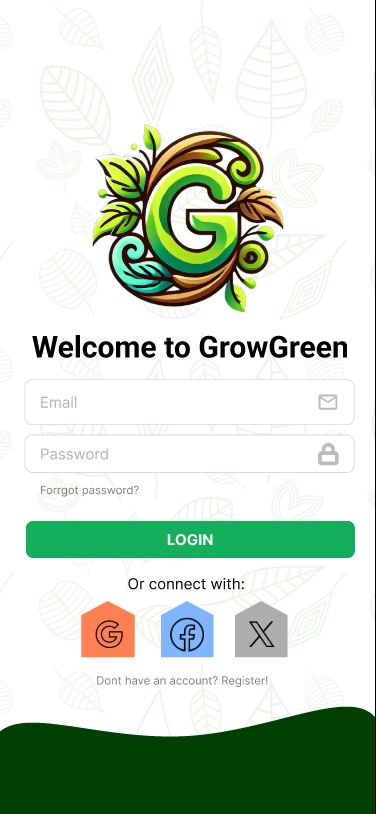 G
Welcome to GrowGreen
Email
Password
Forrgot password?
LOGIN
Or connect with:
Dont have an account? Register!